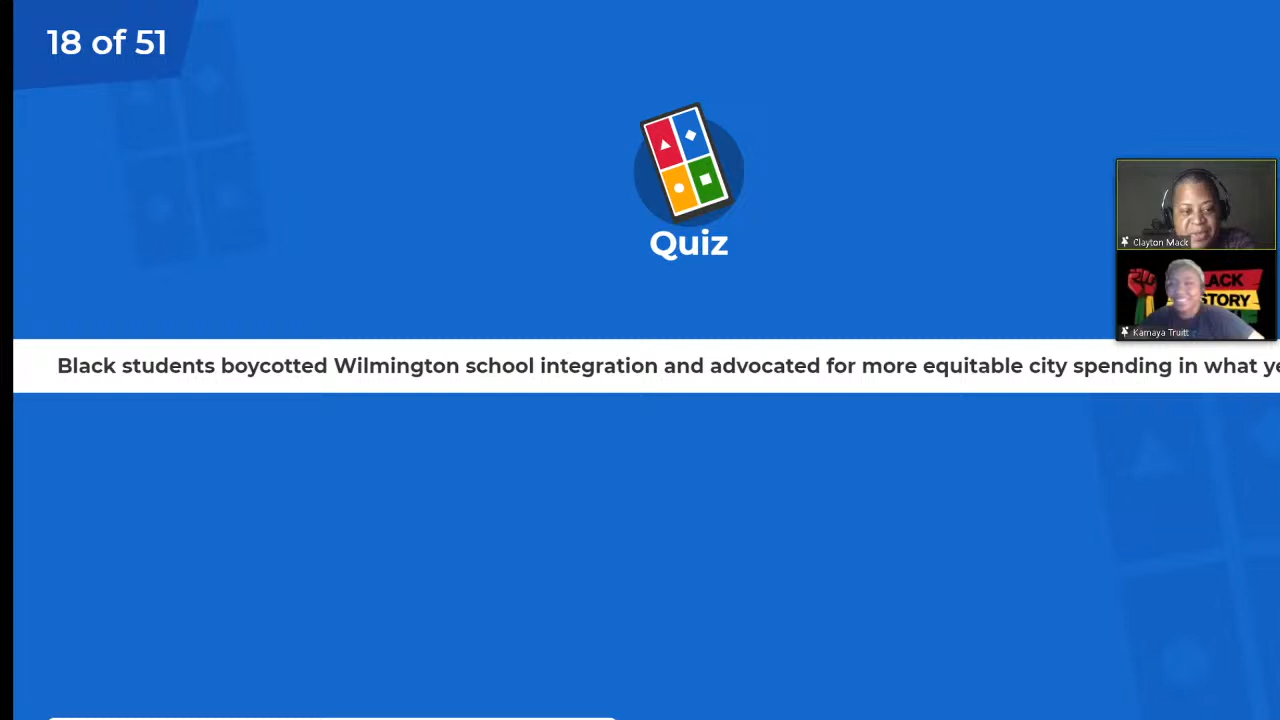 18 of 51
Quiz
Clayton Mack
LACK
STORY
Kamaya Truitt
Black students boycotted Wilmington school integration and advocated for more equitable city spending in what ye